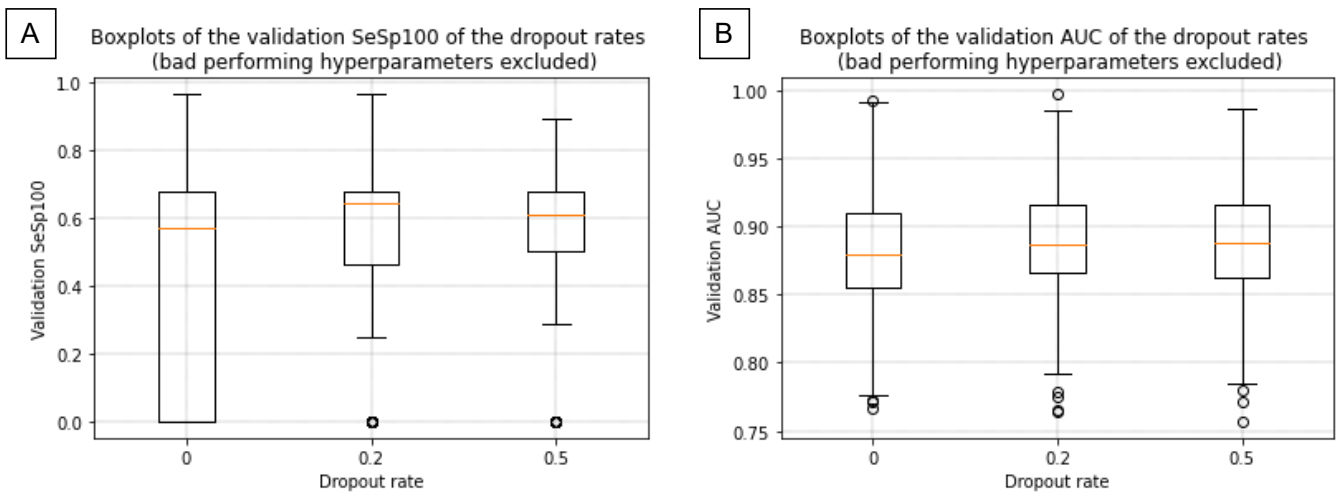 A
Boxplots of the validation SeSp100 of the dropout rates
(bad performing hyperparameters excluded)
1.0
0.8
0.6
0.4
0.2
0.0
Validation SeSp100
0 0.2 0.5
Dropout rate
B
Boxplots of the validation AUC of the dropout rates
(bad performing hyperparameters excluded)
1.00
0.95
0.90
0.85
0.80
0.75
Validation AUC
0 0.2 0.5
Dropout rate